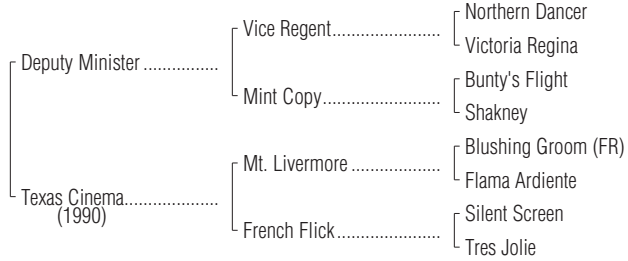 Northern Dancer
Vice Regent........................
Victoria Regina
Deputy Minister ................
Bunty's Flight
Mint Copy..........................
Shakney
Blushing Groom (FR)
Mt. Livermore ....................
Flama Ardiente
Texas Cinema....................
(1990)
Silent Screen
French Flick.......................
Tres Jolie